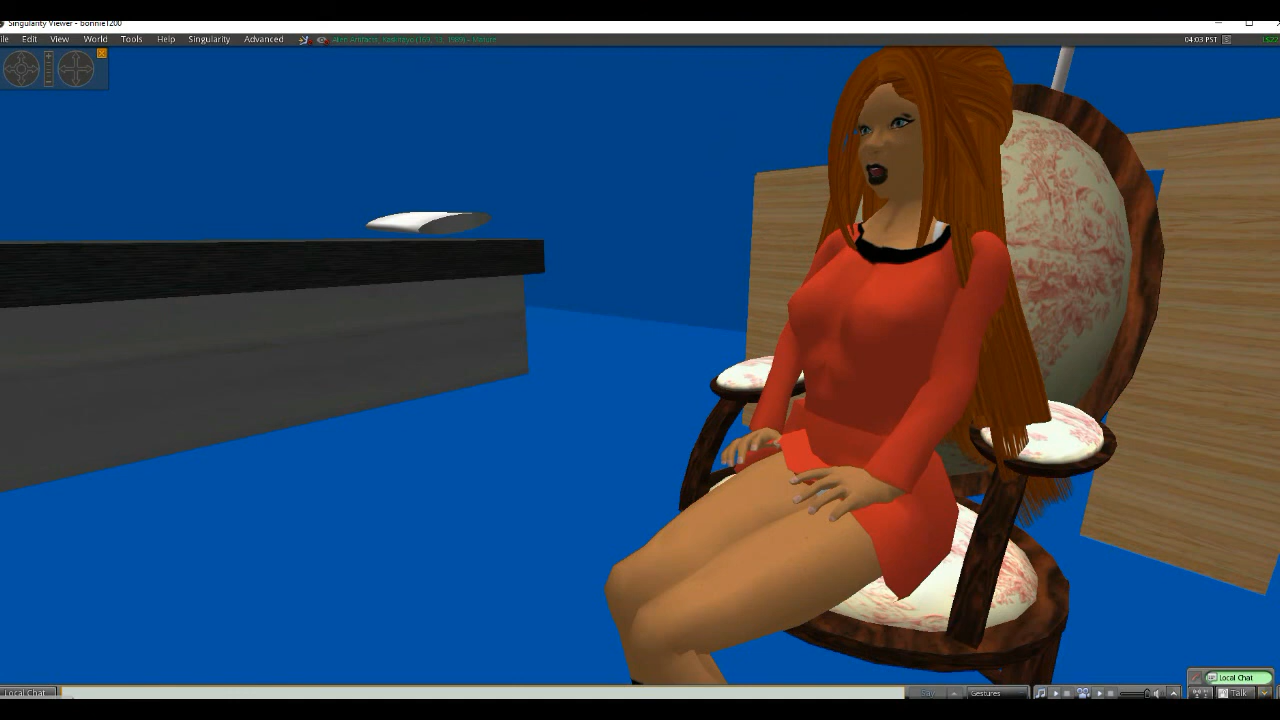 Singularity Viewer - bonnie1200
ile Edit View World Tools Help Singularity Advanced
04:03 PST
Local Chat
Local Chat
Say
Gestures
Talk